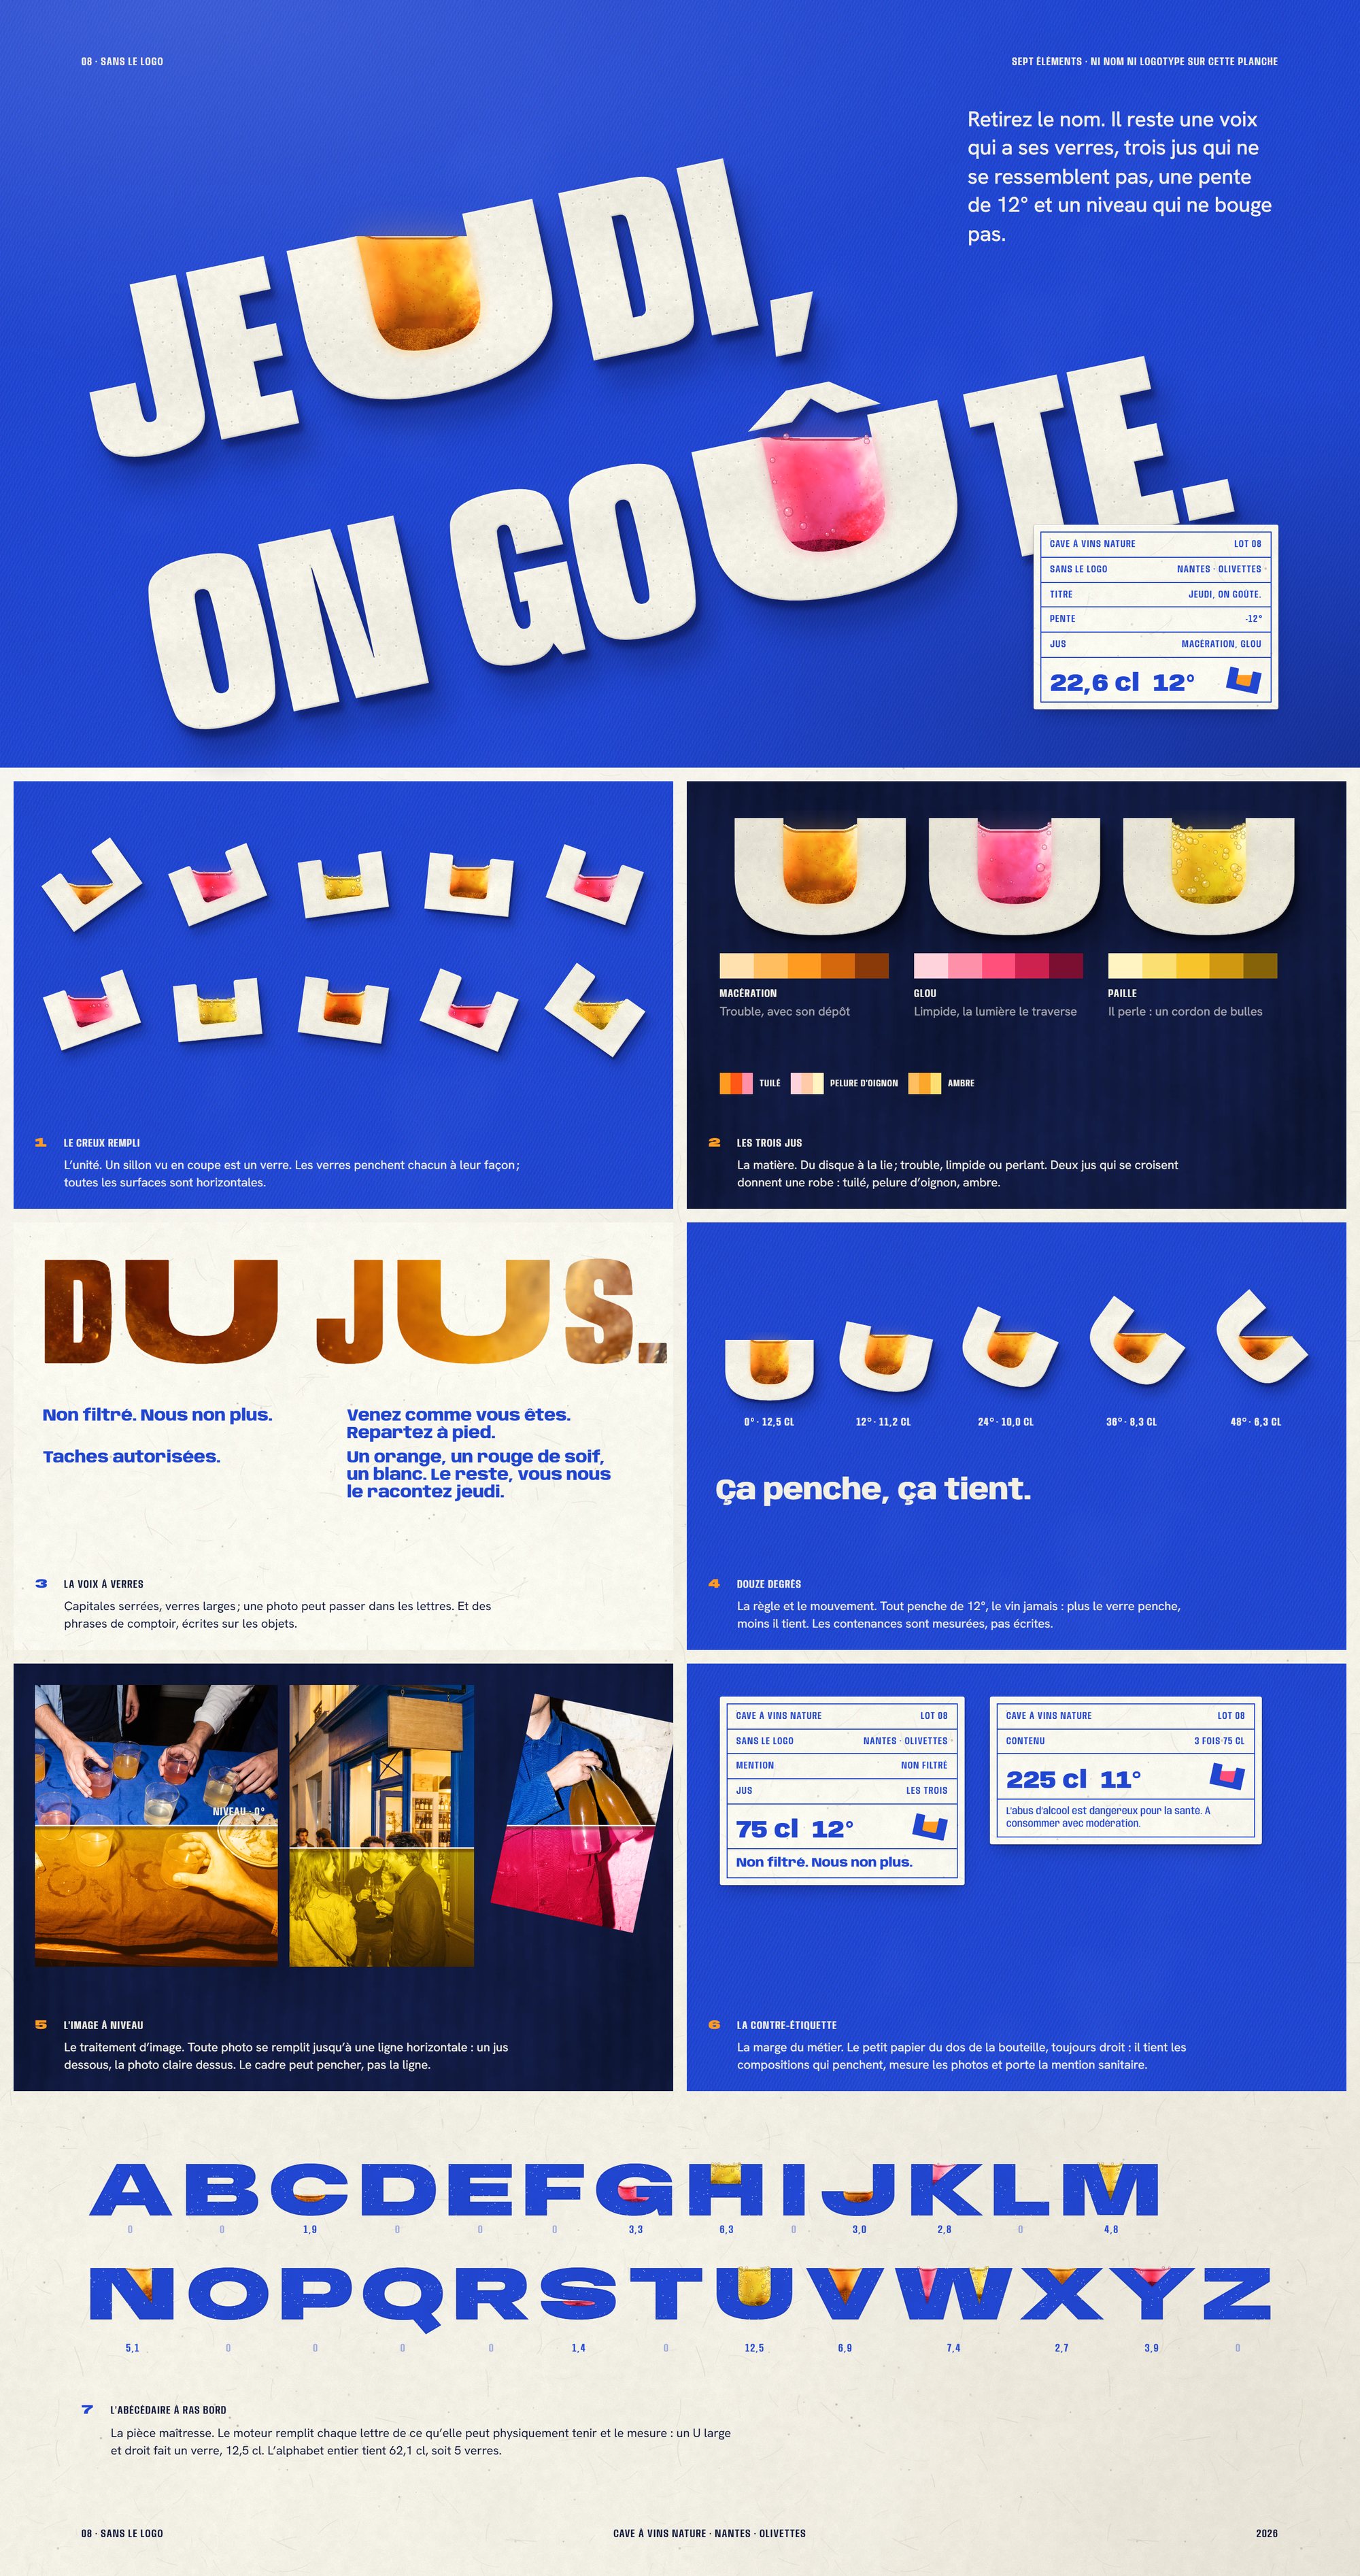 08 · SANS LE LOGO
SEPT ÉLÉMENTS · NI NOM NI LOGOTYPE SUR CETTE PLANCHE
Retirez le nom. Il reste une voix
qui a ses verres, trois jus qui ne
se ressemblent pas, une pente
de 12° et un niveau qui ne bouge
pas.
JEUDI,
ON GOÛTE.
CAVE À VINS NATURE LOT 08
SANS LE LOGO NANTES · OLIVETTES
TITRE JEUDI, ON GOÛTE.
PENTE -12°
JUS MACÉRATION, GLOU
22,6 cl 12°
MACÉRATION
Trouble, avec son dépôt
GLOU
Limpide, la lumière le traverse
PAILLE
Il perle : un cordon de bulles
TUILÉ
PELURE D'OIGNON
AMBRE
1 LE CREUX REMPLI
L’unité. Un sillon vu en coupe est un verre. Les verres penchent chacun à leur façon ;
toutes les surfaces sont horizontales.
2 LES TROIS JUS
La matière. Du disque à la lie ; trouble, limpide ou perlant. Deux jus qui se croisent
donnent une robe : tuilé, pelure d’oignon, ambre.
DU JUS.
Non filtré. Nous non plus.
Taches autorisées.
Venez comme vous êtes.
Repartez à pied.
Un orange, un rouge de soif,
un blanc. Le reste, vous nous
le racontez jeudi.
3 LA VOIX À VERRES
Capitales serrées, verres larges ; une photo peut passer dans les lettres. Et des
phrases de comptoir, écrites sur les objets.
0° · 12,5 CL
12° · 11,2 CL
24° · 10,0 CL
36° · 8,3 CL
48° · 6,3 CL
Ça penche, ça tient.
4 DOUZE DEGRÉS
La règle et le mouvement. Tout penche de 12°, le vin jamais : plus le verre penche,
moins il tient. Les contenances sont mesurées, pas écrites.
NIVEAU · 0°
5 L'IMAGE À NIVEAU
Le traitement d’image. Toute photo se remplit jusqu’à une ligne horizontale : un jus
dessous, la photo claire dessus. Le cadre peut pencher, pas la ligne.
CAVE À VINS NATURE LOT 08
SANS LE LOGO NANTES · OLIVETTES
MENTION NON FILTRÉ
JUS LES TROIS
75 cl 12°
Non filtré. Nous non plus.
CAVE À VINS NATURE LOT 08
CONTENU 3 FOIS 75 CL
225 cl 11°
L'abus d'alcool est dangereux pour la santé. À
consommer avec modération.
6 LA CONTRE-ÉTIQUETTE
La marge du métier. Le petit papier du dos de la bouteille, toujours droit : il tient les
compositions qui penchent, mesure les photos et porte la mention sanitaire.
ABCDEFGHIJKLM
0 0 1,9 0 0 0 3,3 6,3 0 3,0 2,8 0 4,8
NOPQRSTUVWXYZ
5,1 0 0 0 0 1,4 0 12,5 6,9 7,4 2,7 3,9 0
7 L'ABÉCÉDAIRE À RAS BORD
La pièce maîtresse. Le moteur remplit chaque lettre de ce qu’elle peut physiquement tenir et le mesure : un U large
et droit fait un verre, 12,5 cl. L’alphabet entier tient 62,1 cl, soit 5 verres.
08 · SANS LE LOGO
CAVE À VINS NATURE · NANTES · OLIVETTES
2026